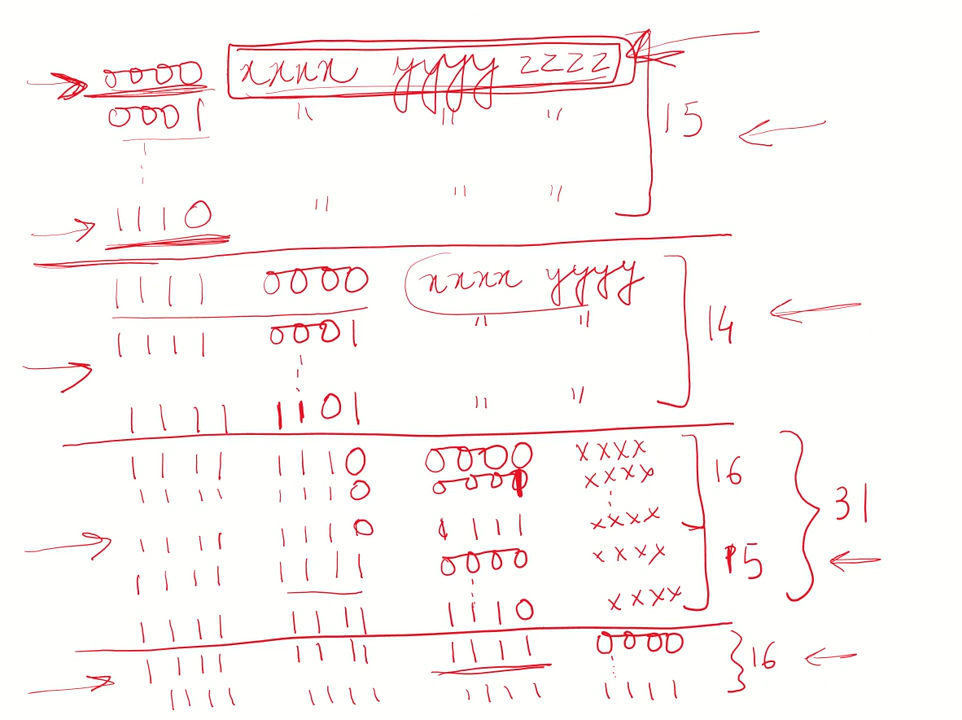 0000 xxxx yyyy zzzz
0001 " " " 15
1110 " " "
1111 0000 xxxx yyyy
1111 0001 " " 14
1111 1101 " "
1111 1110 0000 xxxx
1111 1110 0001 xxxx 16
1111 1110 1111 xxxx 31
1111 1111 0000 xxxx 15
1111 1111 1110 xxxx
1111 1111 1111 0000 16
1111 1111 1111 1111